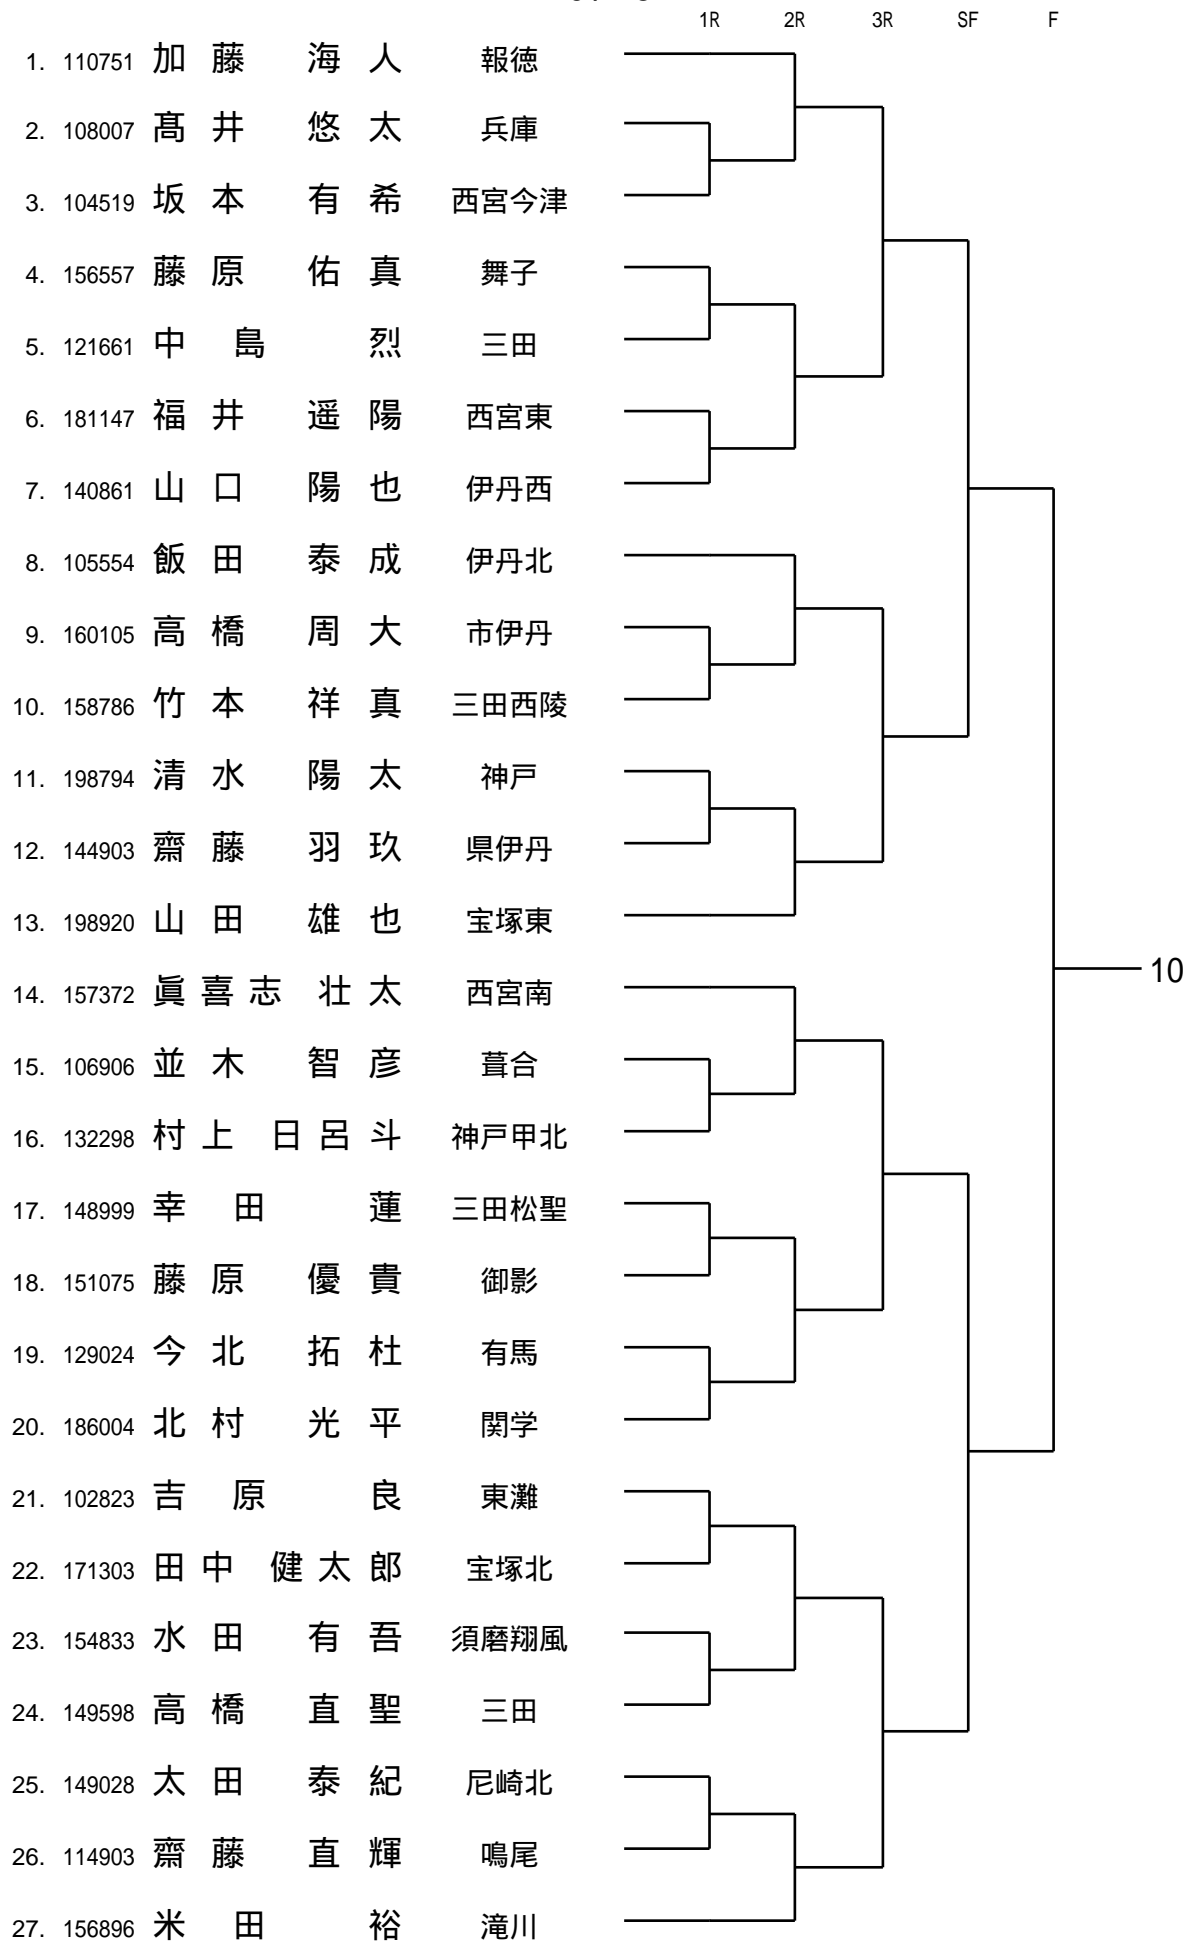 1R 2R 3R SF F
1. 110751 加藤 海人 報徳
2. 108007 髙井 悠太 兵庫
3. 104519 坂本 有希 西宮今津
4. 156557 藤原 佑真 舞子
5. 121661 中島 烈 三田
6. 181147 福井 遥陽 西宮東
7. 140861 山口 陽也 伊丹西
8. 105554 飯田 泰成 伊丹北
9. 160105 高橋 周大 市伊丹
10. 158786 竹本 祥真 三田西陵
11. 198794 清水 陽太 神戸
12. 144903 齋藤 羽玖 県伊丹
13. 198920 山田 雄也 宝塚東
10
14. 157372 眞喜志 壮太 西宮南
15. 106906 並木 智彦 葺合
16. 132298 村上 日呂斗 神戸甲北
17. 148999 幸田 蓮 三田松聖
18. 151075 藤原 優貴 御影
19. 129024 今北 拓杜 有馬
20. 186004 北村 光平 関学
21. 102823 吉原 良 東灘
22. 171303 田中 健太郎 宝塚北
23. 154833 水田 有吾 須磨翔風
24. 149598 高橋 直聖 三田
25. 149028 太田 泰紀 尼崎北
26. 114903 齋藤 直輝 鳴尾
27. 156896 米田 裕 滝川